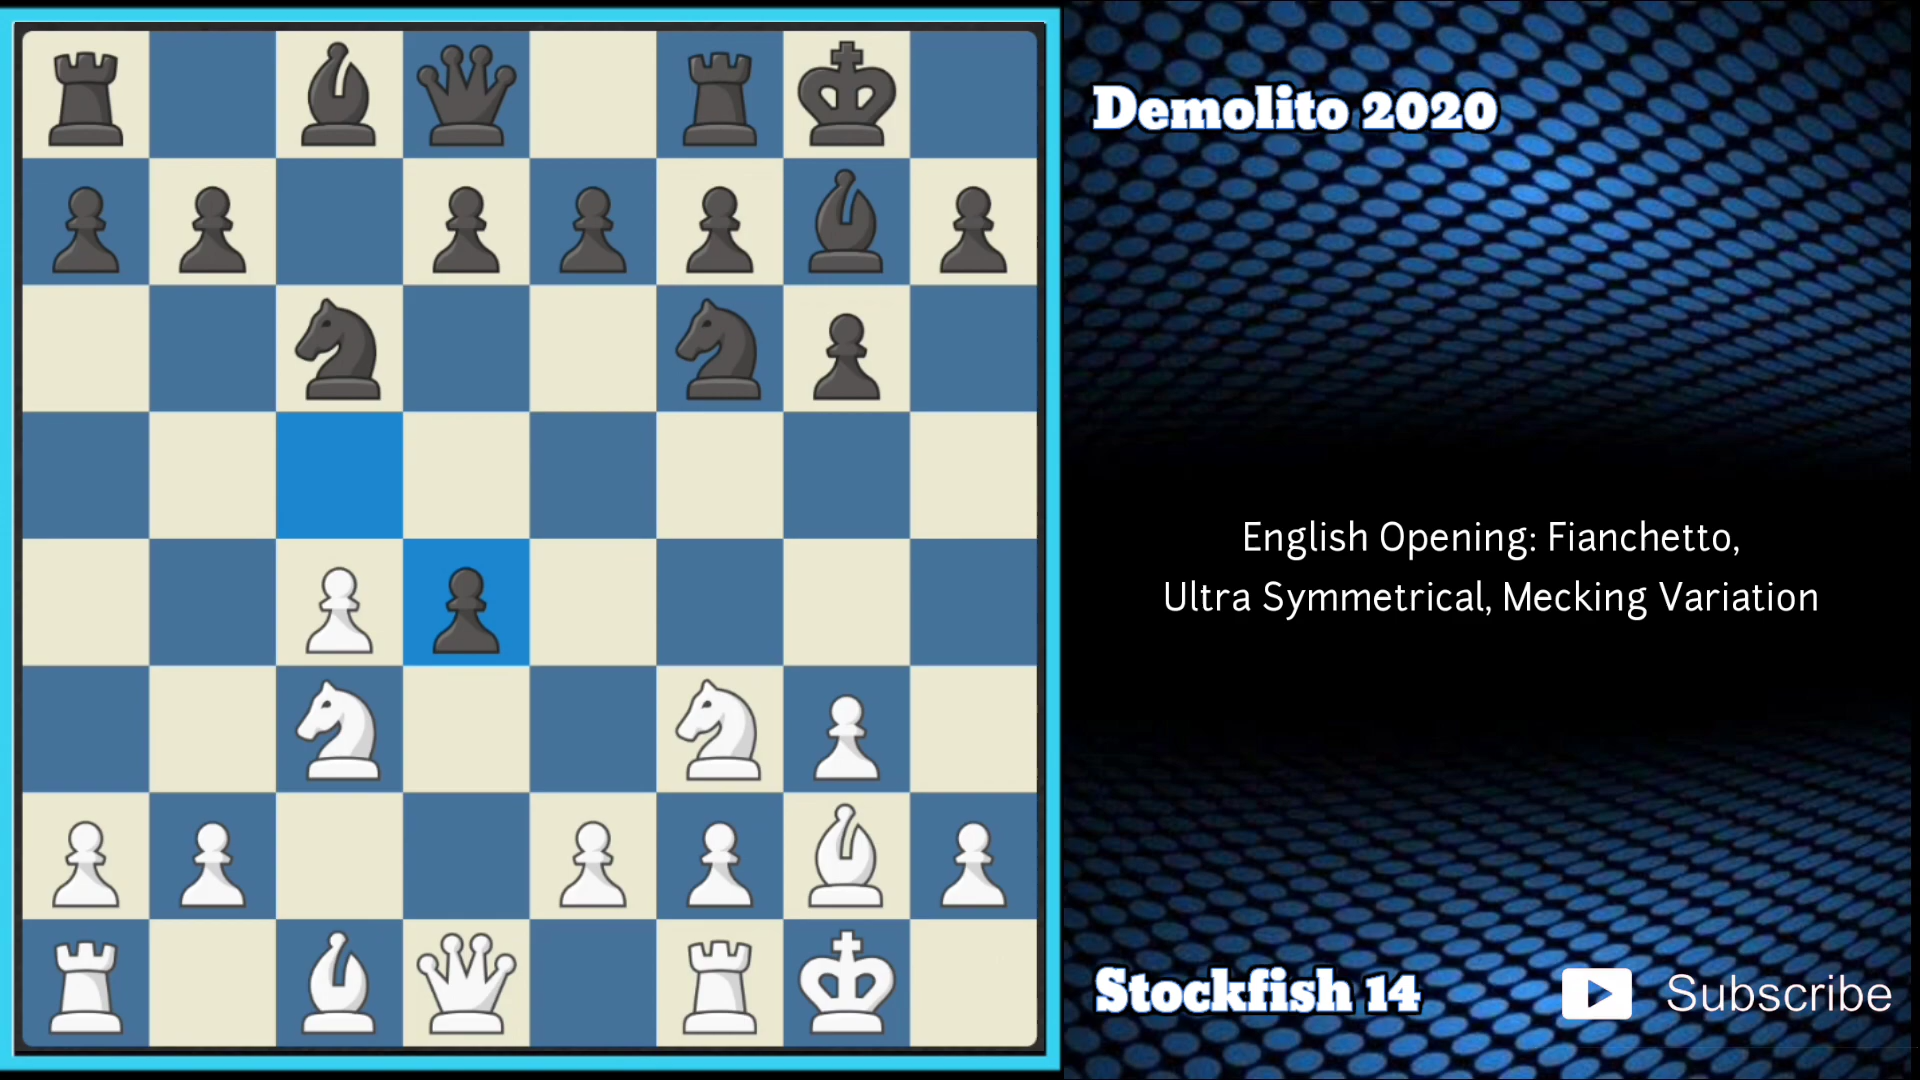 Demolito 2020
English Opening: Fianchetto,
Ultra Symmetrical, Mecking Variation
Stockfish 14
Subscribe